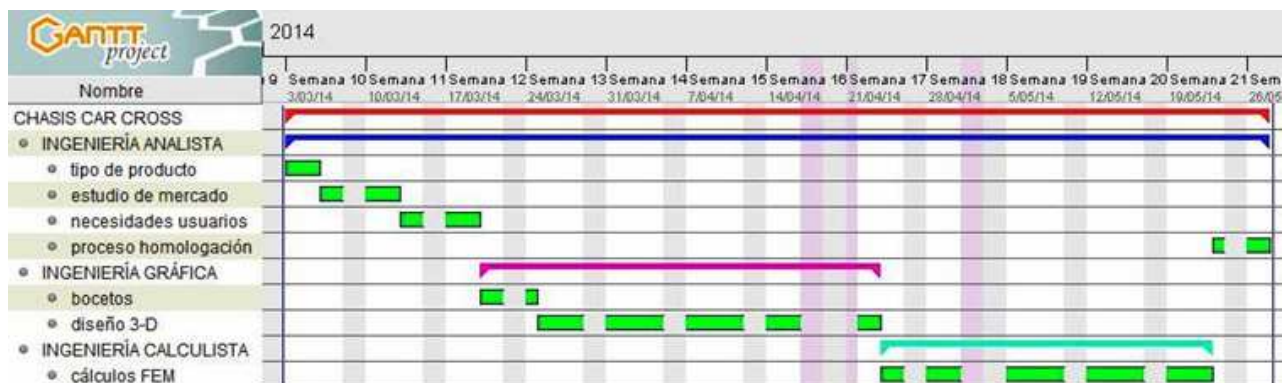 GANTT
project
2014
9 Semana 10 Semana 11 Semana 12 Semana 13 Semana 14 Semana 15 Semana 16 Semana 17 Semana 18 Semana 19 Semana 20 Semana 21 Sem
3/03/14 10/03/14 17/03/14 24/03/14 31/03/14 7/04/14 14/04/14 21/04/14 28/04/14 5/05/14 12/05/14 19/05/14 26/05
Nombre
CHASIS CAR CROSS
INGENIERÍA ANALISTA
tipo de producto
estudio de mercado
necesidades usuarios
proceso homologación
INGENIERÍA GRÁFICA
bocetos
diseño 3-D
INGENIERÍA CALCULISTA
cálculos FEM